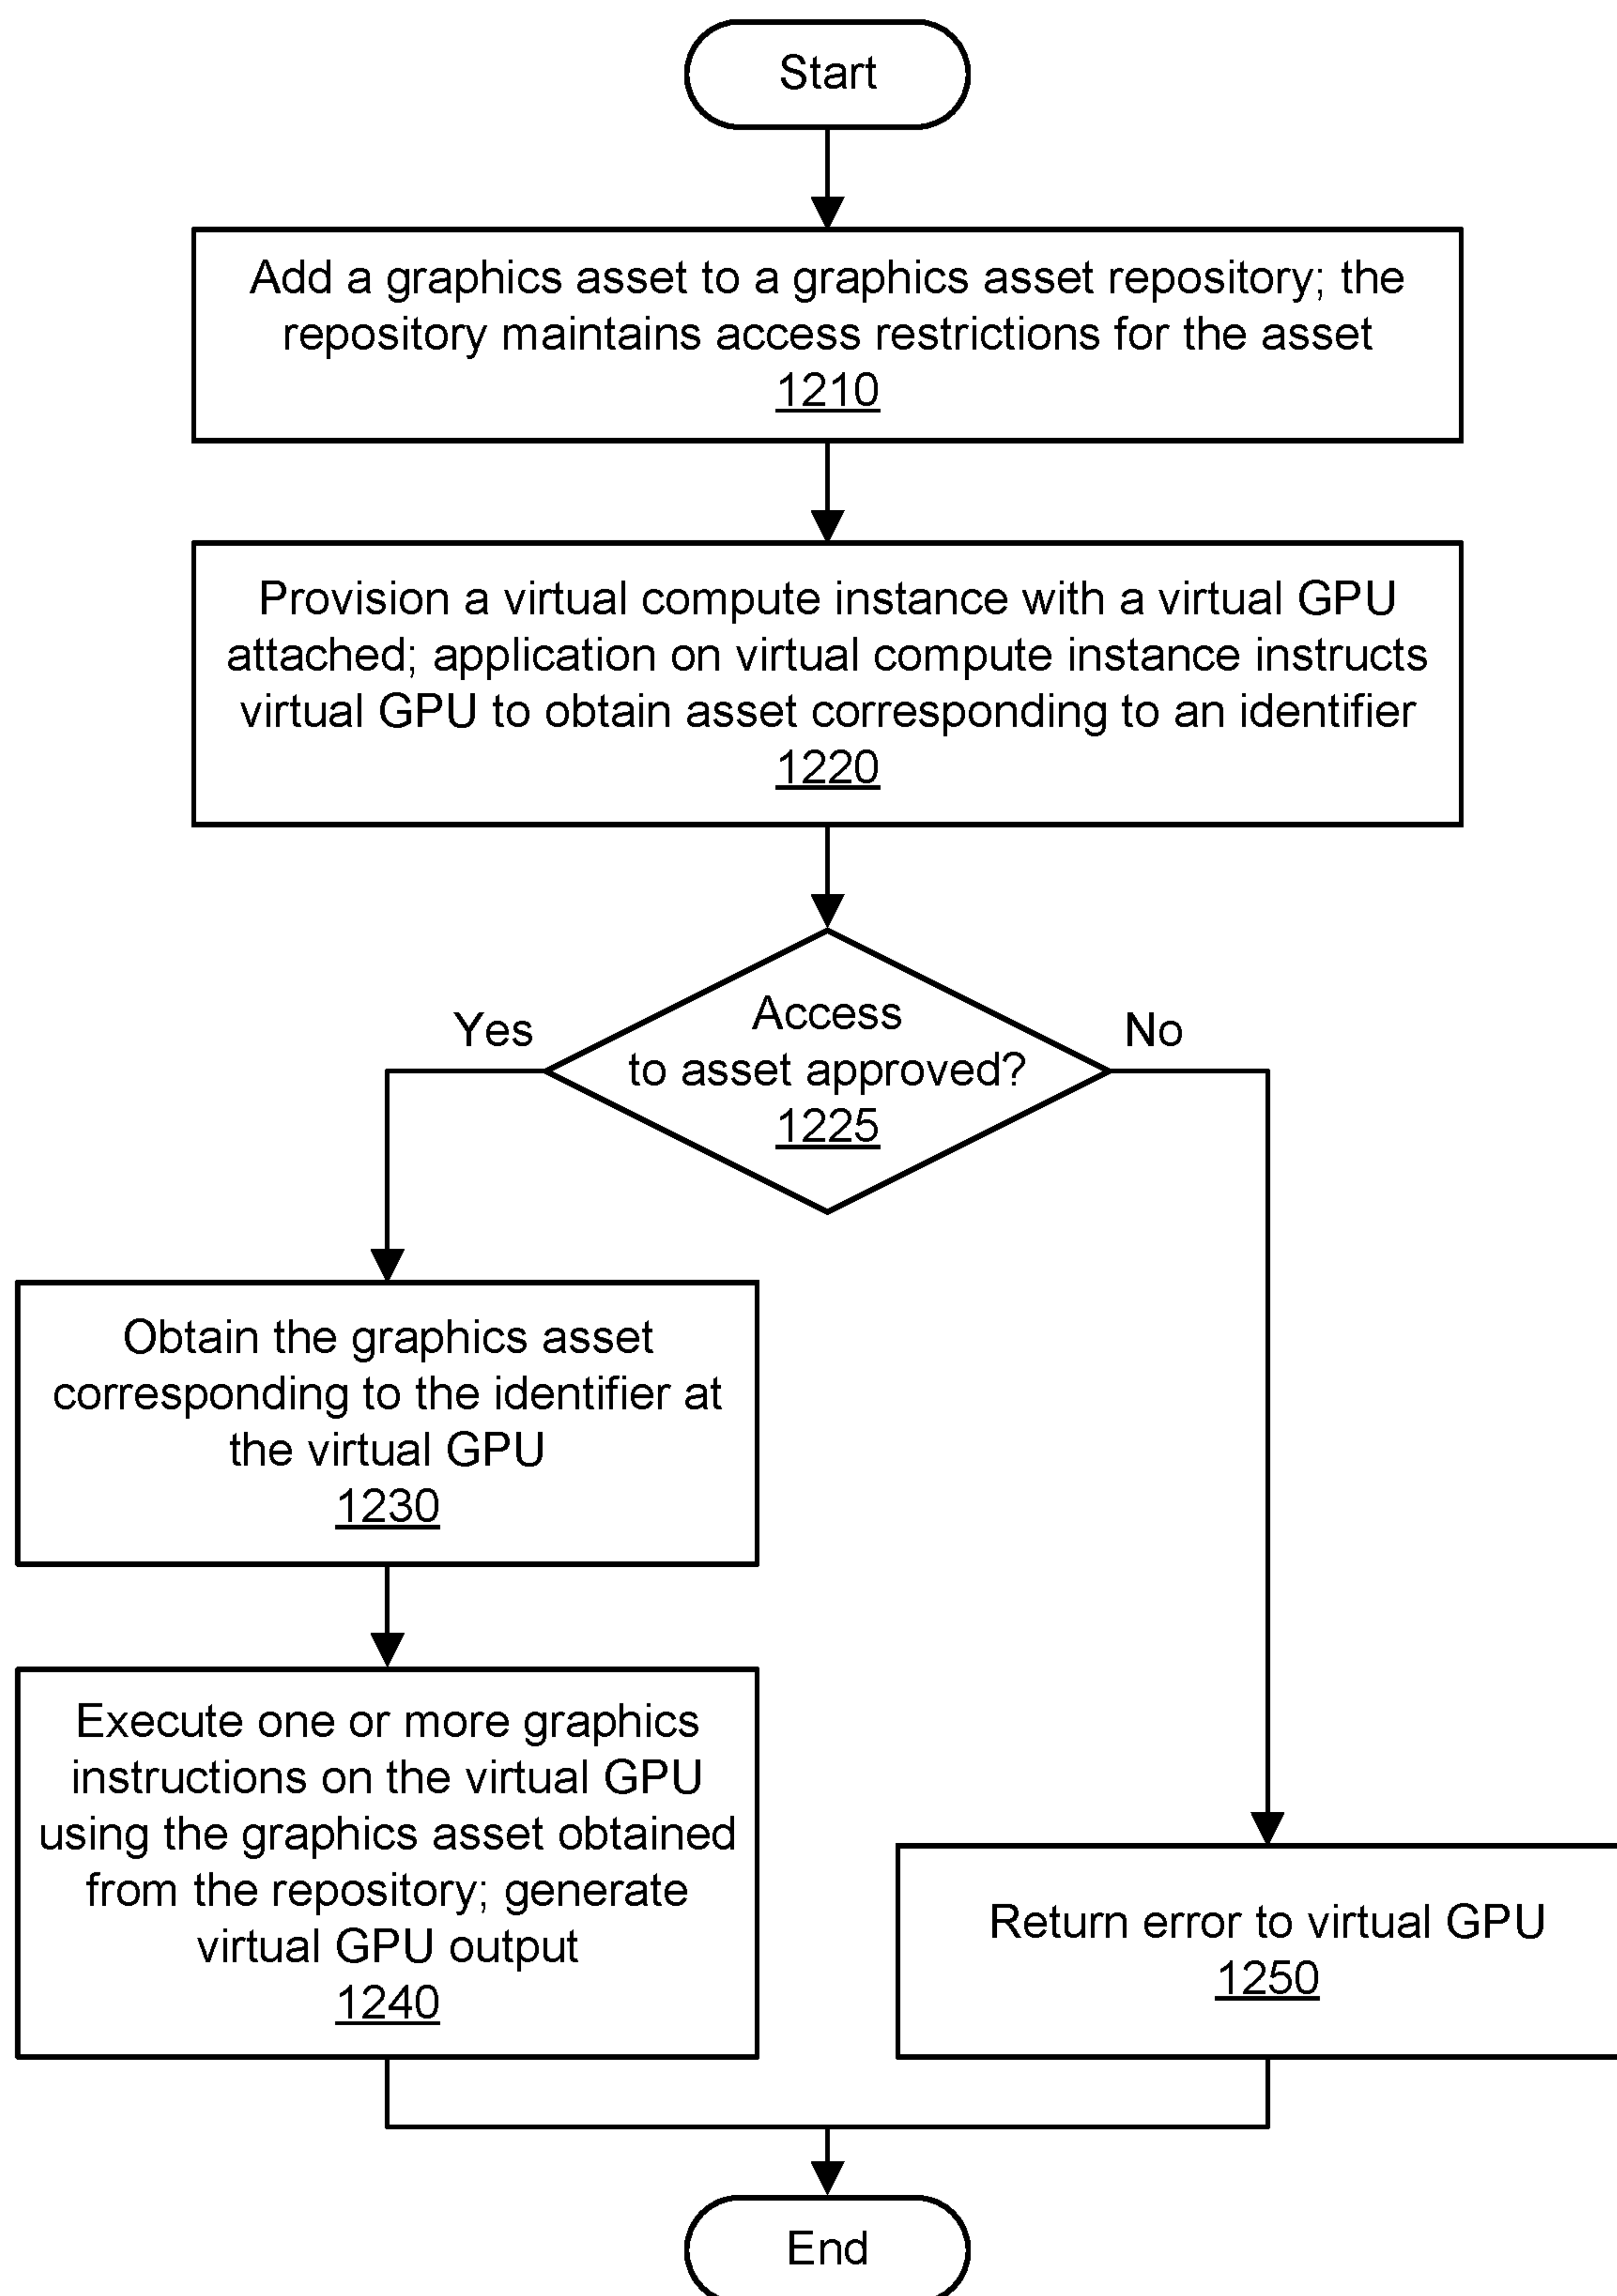 Start
Add a graphics asset to a graphics asset repository; the
repository maintains access restrictions for the asset
1210
Provision a virtual compute instance with a virtual GPU
attached; application on virtual compute instance instructs
virtual GPU to obtain asset corresponding to an identifier
1220
Access
to asset approved?
1225
Yes
No
Obtain the graphics asset
corresponding to the identifier at
the virtual GPU
1230
Execute one or more graphics
instructions on the virtual GPU
using the graphics asset obtained
from the repository; generate
virtual GPU output
1240
Return error to virtual GPU
1250
End